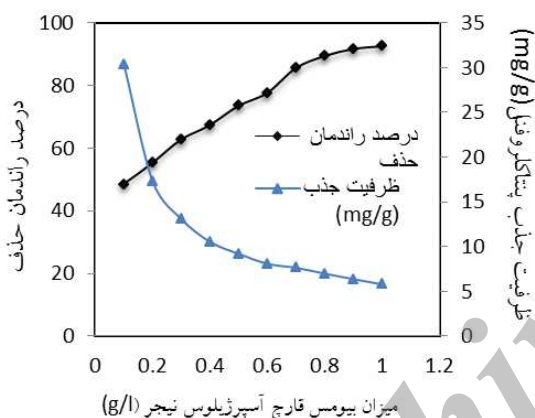 100
80
60
40
20
0
درصد راندمان حذف
35
30
25
20
15
10
5
0
ظرفیت جذب پنتاکلروفنل(mg/g)
درصد راندمان
حذف
ظرفیت جذب
(mg/g)
0 0.2 0.4 0.6 0.8 1 1.2
میزان بیومس قارچ آسپرژیلوس نیجر (g/l)